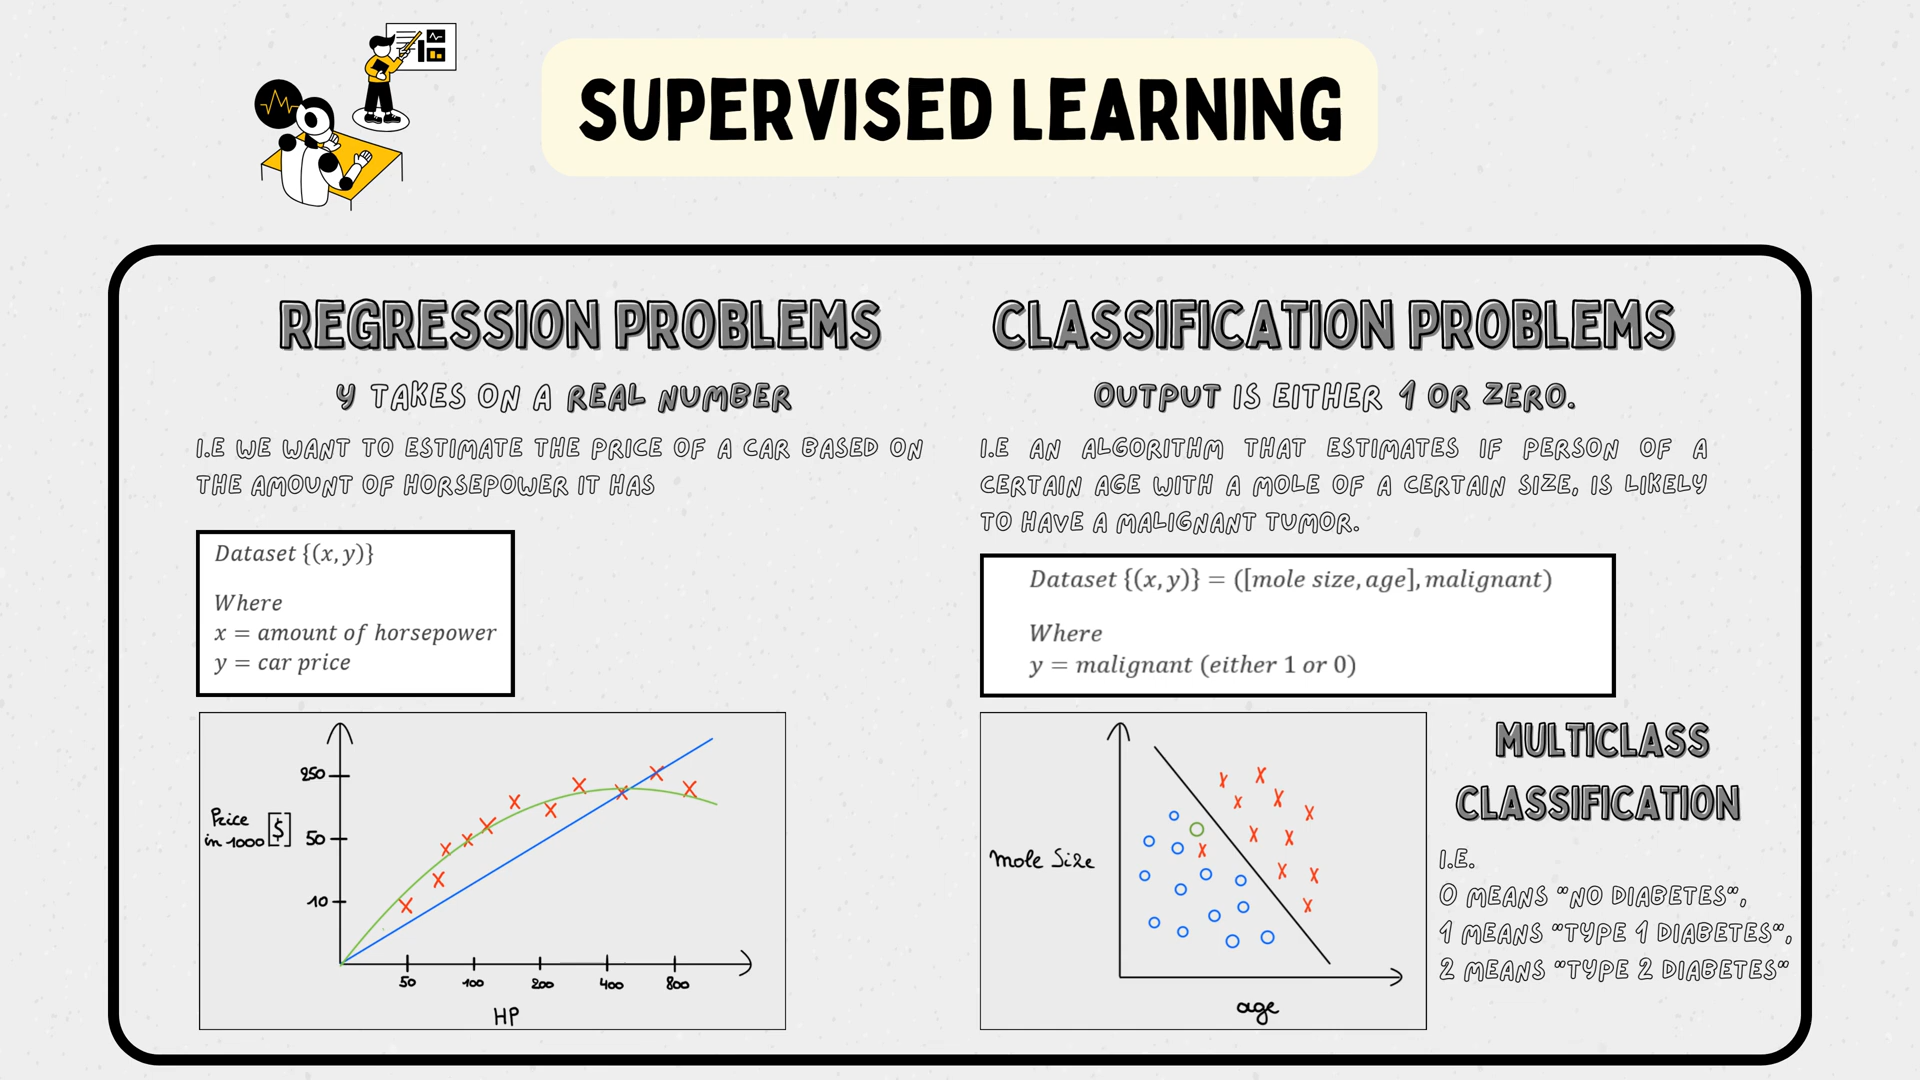 SUPERVISED LEARNING
REGRESSION PROBLEMS
Y TAKES ON A REAL NUMBER
I.E WE WANT TO ESTIMATE THE PRICE OF A CAR BASED ON
THE AMOUNT OF HORSEPOWER IT HAS
Dataset {(x, y)}
Where
x = amount of horsepower
y = car price
250
Price
in 1000 [$]
50
10
50 100 200 400 800
HP
CLASSIFICATION PROBLEMS
OUTPUT IS EITHER 1 OR ZERO.
I.E AN ALGORITHM THAT ESTIMATES IF PERSON OF A
CERTAIN AGE WITH A MOLE OF A CERTAIN SIZE, IS LIKELY
TO HAVE A MALIGNANT TUMOR.
Dataset {(x, y)} = ([mole size, age], malignant)
Where
y = malignant (either 1 or 0)
mole Size
age
MULTICLASS
CLASSIFICATION
I.E.
0 MEANS "NO DIABETES",
1 MEANS "TYPE 1 DIABETES",
2 MEANS "TYPE 2 DIABETES"